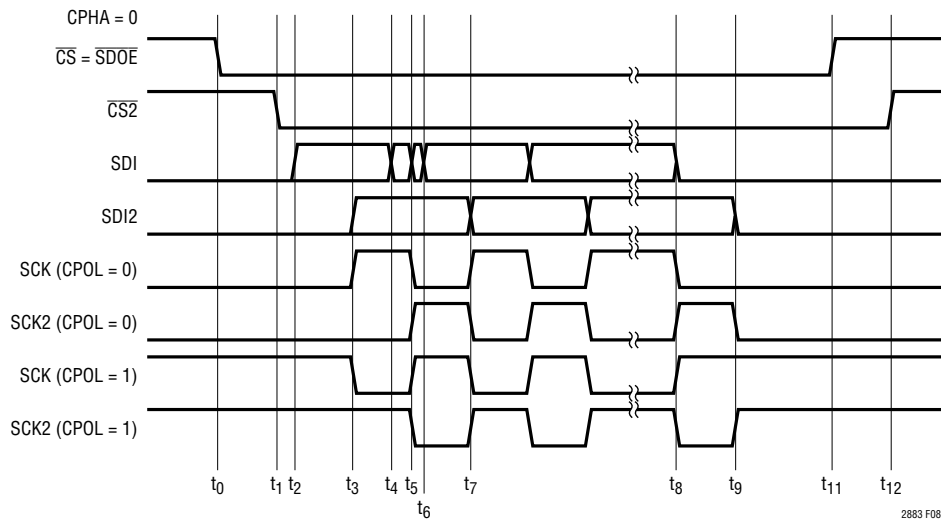 CPHA = 0
CS = SDOE
CS2
SDI
SDI2
SCK (CPOL = 0)
SCK2 (CPOL = 0)
SCK (CPOL = 1)
SCK2 (CPOL = 1)
t0 t1 t2 t3 t4 t5 t6 t7 t8 t9 t11 t12
2883 F08